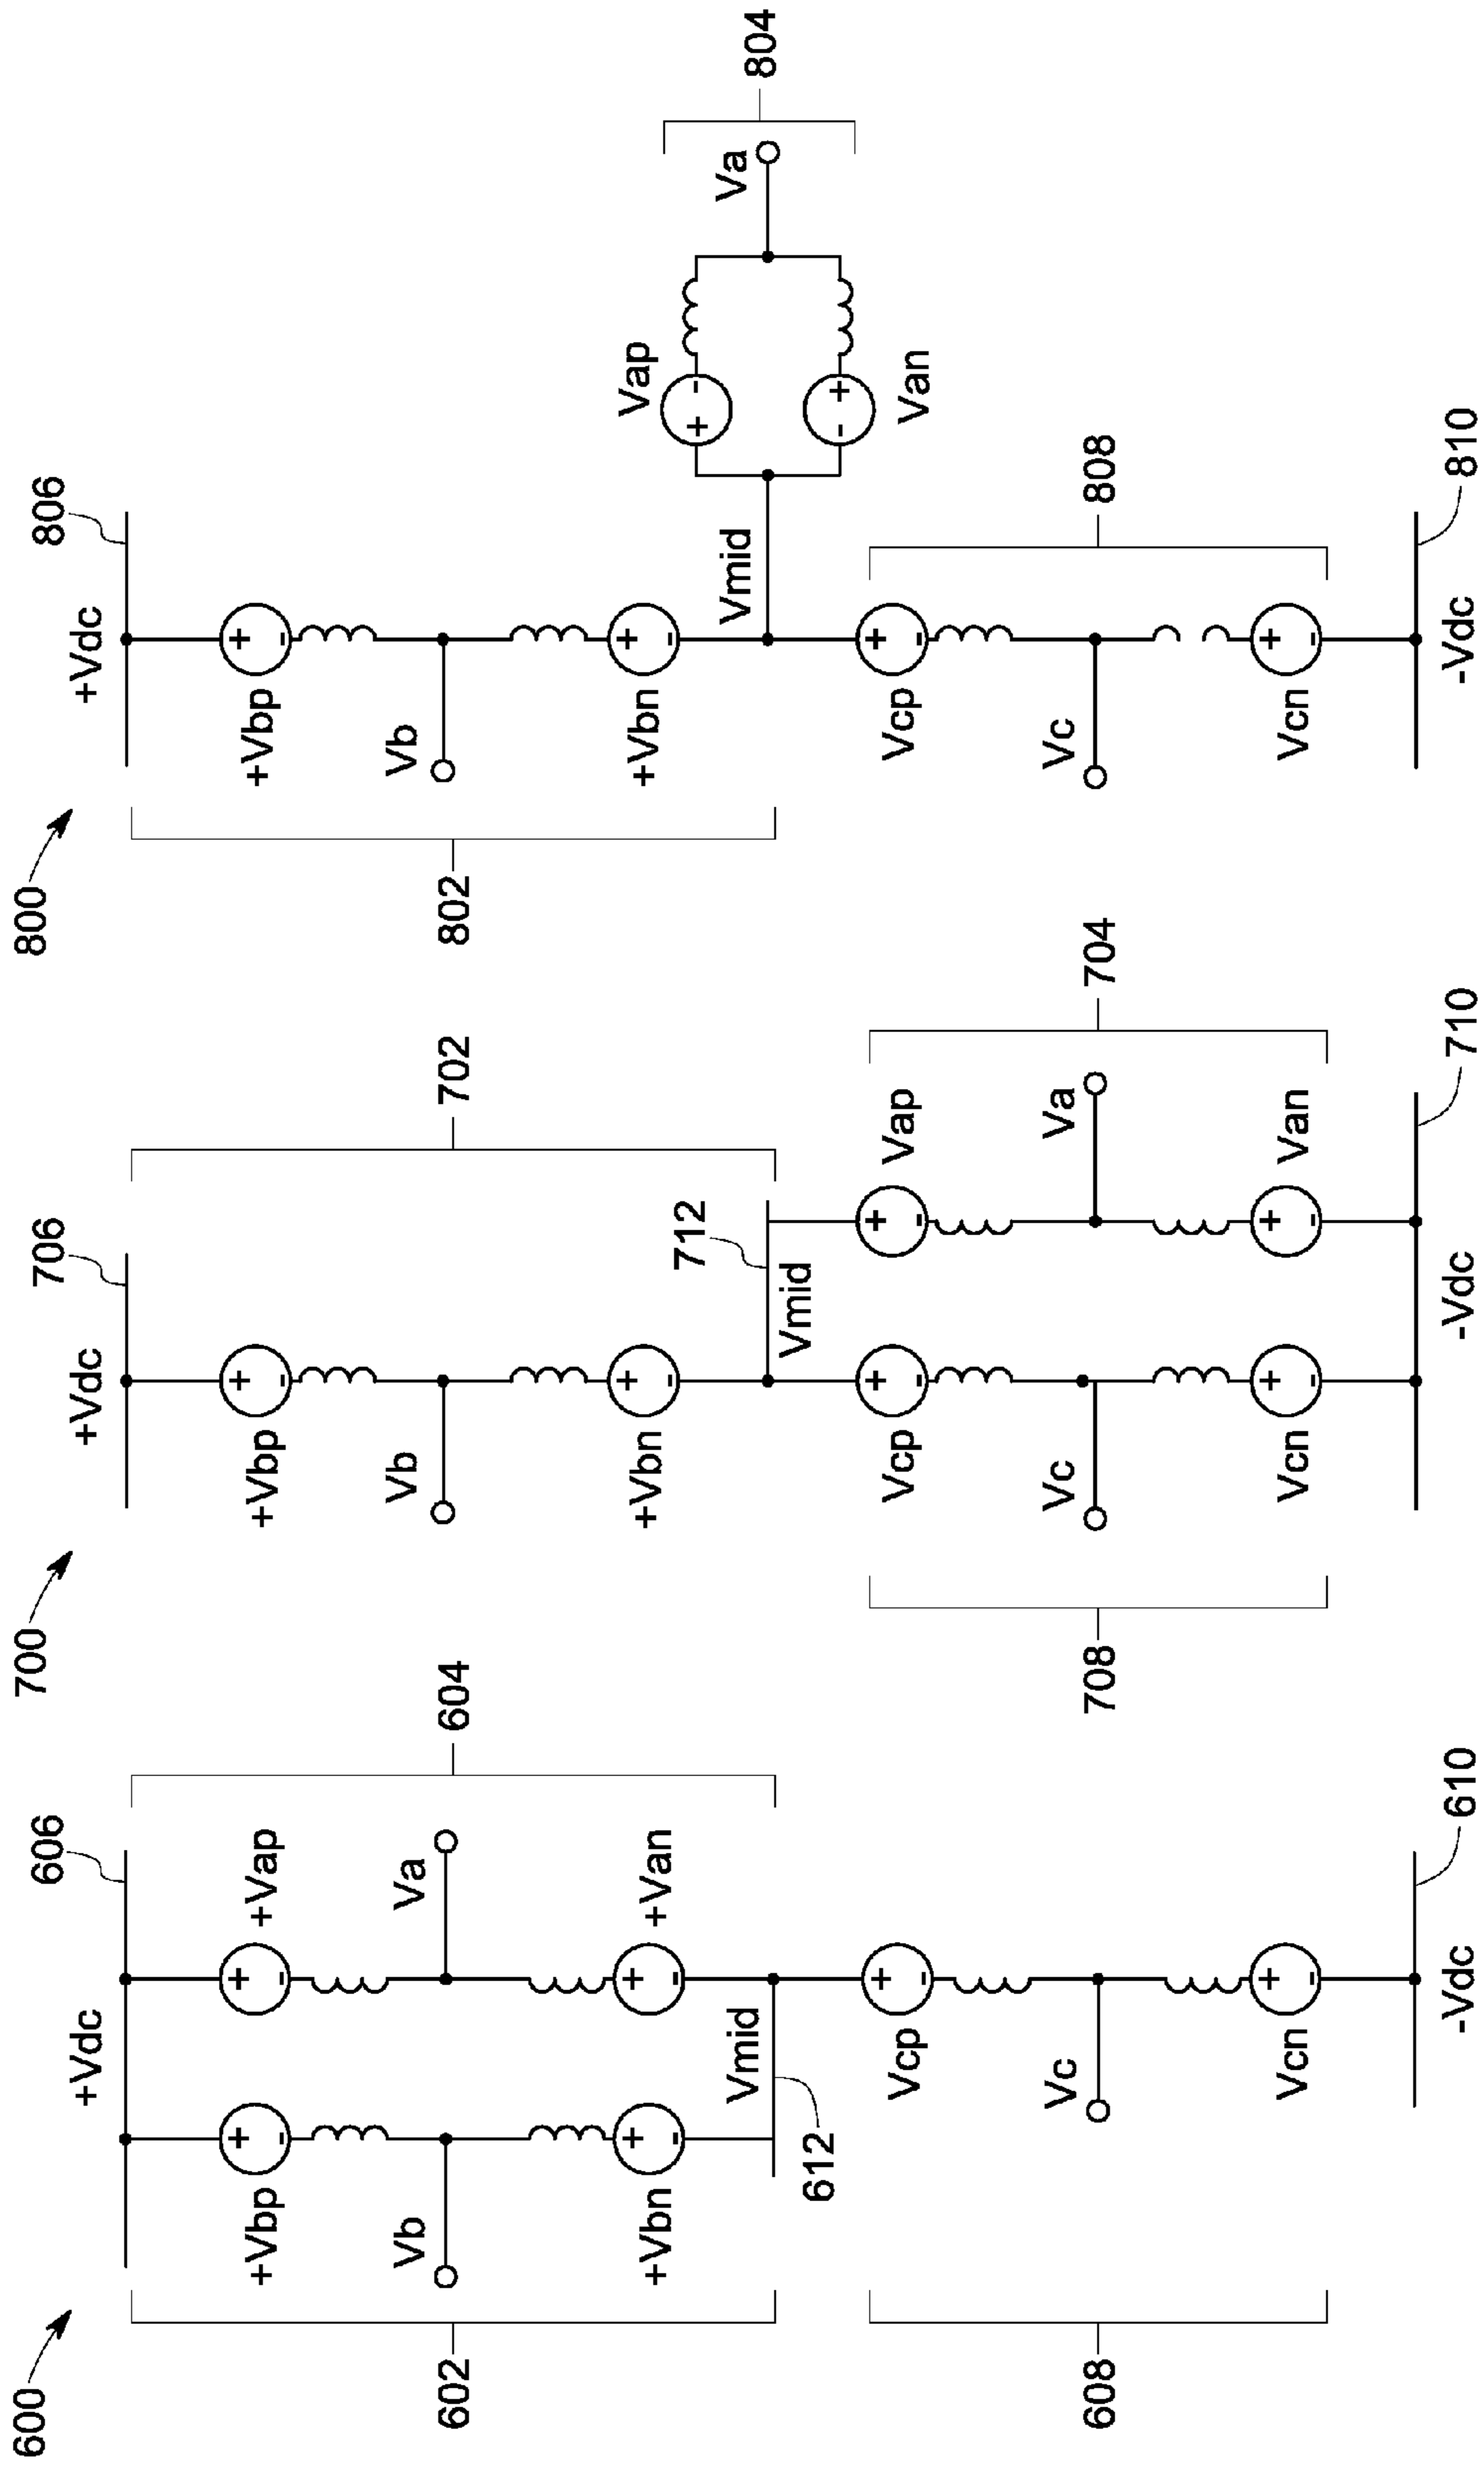 600
606
+Vdc
+Vbp
+Vap
Vb
Va
602
604
+Vbn
+Van
Vmid
612
Vcp
Vc
608
Vcn
610
-Vdc
700
706
+Vdc
+Vbp
Vb
702
+Vbn
712
Vmid
Vcp
Vap
Vc
Va
708
704
Vcn
Van
710
-Vdc
800
806
+Vdc
+Vbp
Vb
802
+Vbn
Vap
Vmid
Va
804
Van
Vcp
Vc
808
Vcn
810
-Vdc